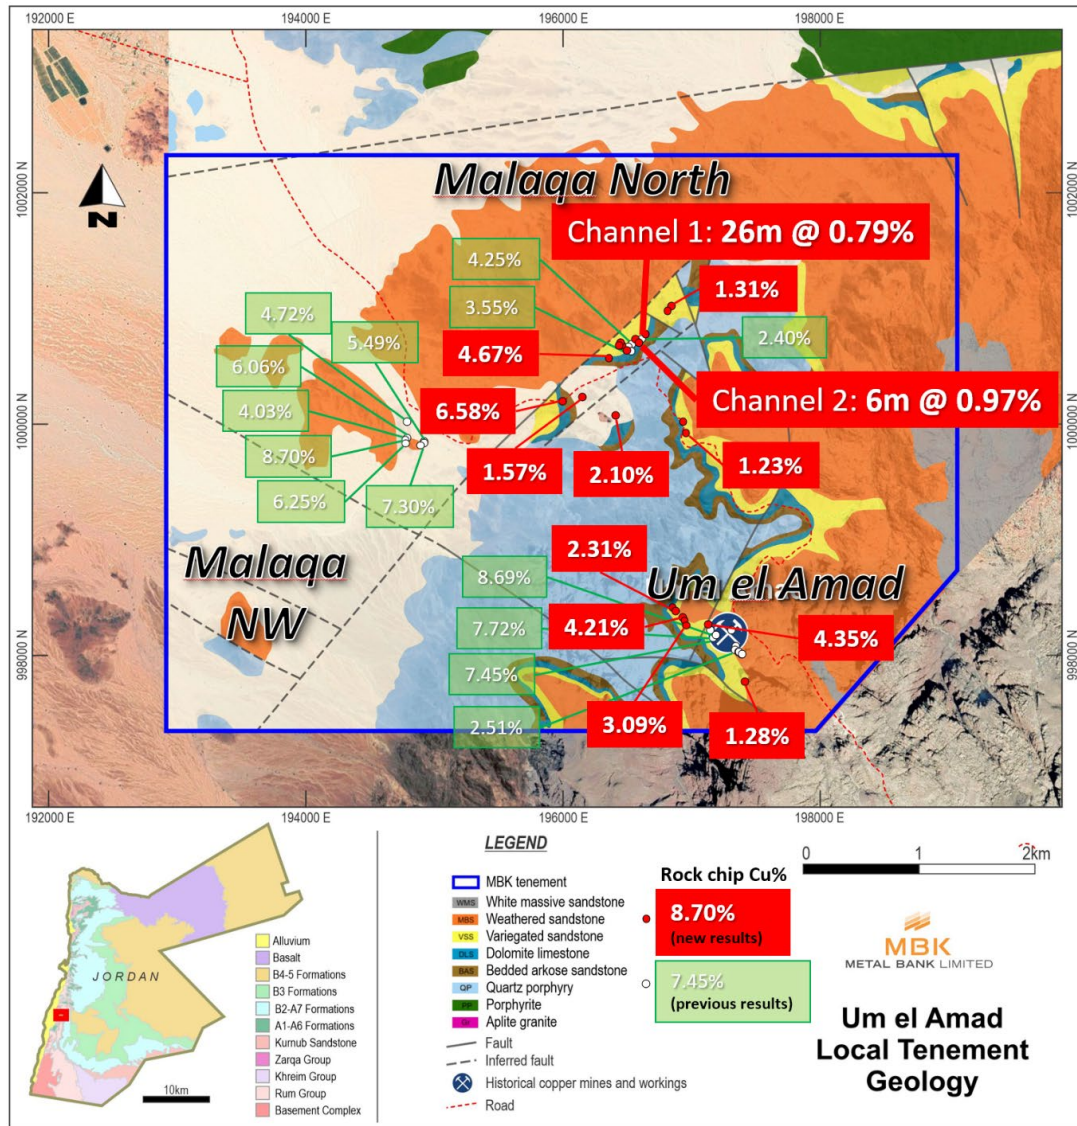 192000 E
194000 E
196000 E
198000 E
1002000 N
1002000 N
N
Malaqa North
Channel 1: 26m @ 0.79%
4.25%
3.55%
1.31%
4.72%
5.49%
2.40%
4.67%
6.06%
Channel 2: 6m @ 0.97%
4.03%
6.58%
1000000 N
1000000 N
8.70%
1.57%
2.10%
1.23%
6.25%
7.30%
2.31%
Malaqa
NW
8.69%
Um el Amad
7.72%
4.21%
4.35%
998000 N
998000 N
7.45%
2.51%
3.09%
1.28%
192000 E
194000 E
196000 E
198000 E
JORDAN
10km
Alluvium
Basalt
B4-5 Formations
B3 Formations
B2-A7 Formations
A1-A6 Formations
Kurnub Sandstone
Zarqa Group
Khreim Group
Rum Group
Basement Complex
LEGEND
MBK tenement
WMS White massive sandstone
MBS Weathered sandstone
VSS Variegated sandstone
DLS Dolomite limestone
BAS Bedded arkose sandstone
QP Quartz porphyry
PP Porphyrite
Gr Aplite granite
Fault
Inferred fault
Historical copper mines and workings
Road
Rock chip Cu%
8.70%
(new results)
7.45%
(previous results)
0 1 2km
MBK
METAL BANK LIMITED
Um el Amad
Local Tenement
Geology